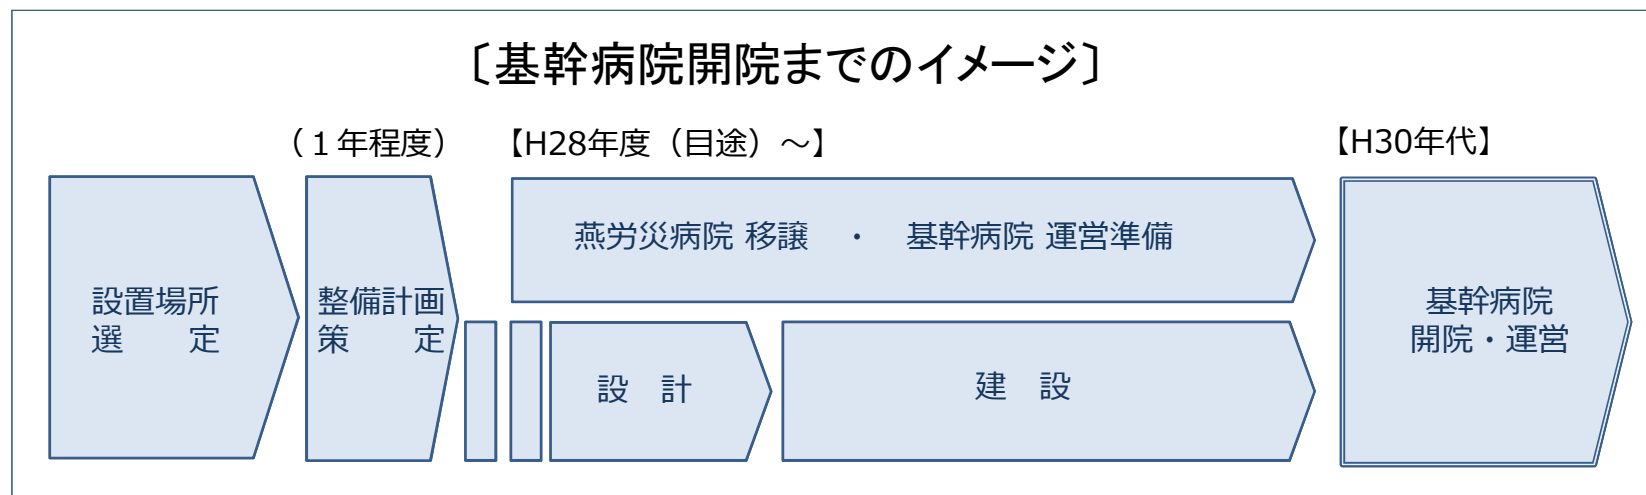 〔基幹病院開院までのイメージ〕
（１年程度）
【H28年度（目途）～】
【H30年代】
設置場所
選　　定
整備計画
策　　定
燕労災病院 移譲　・　基幹病院 運営準備
設　計
建　設
基幹病院
開院・運営